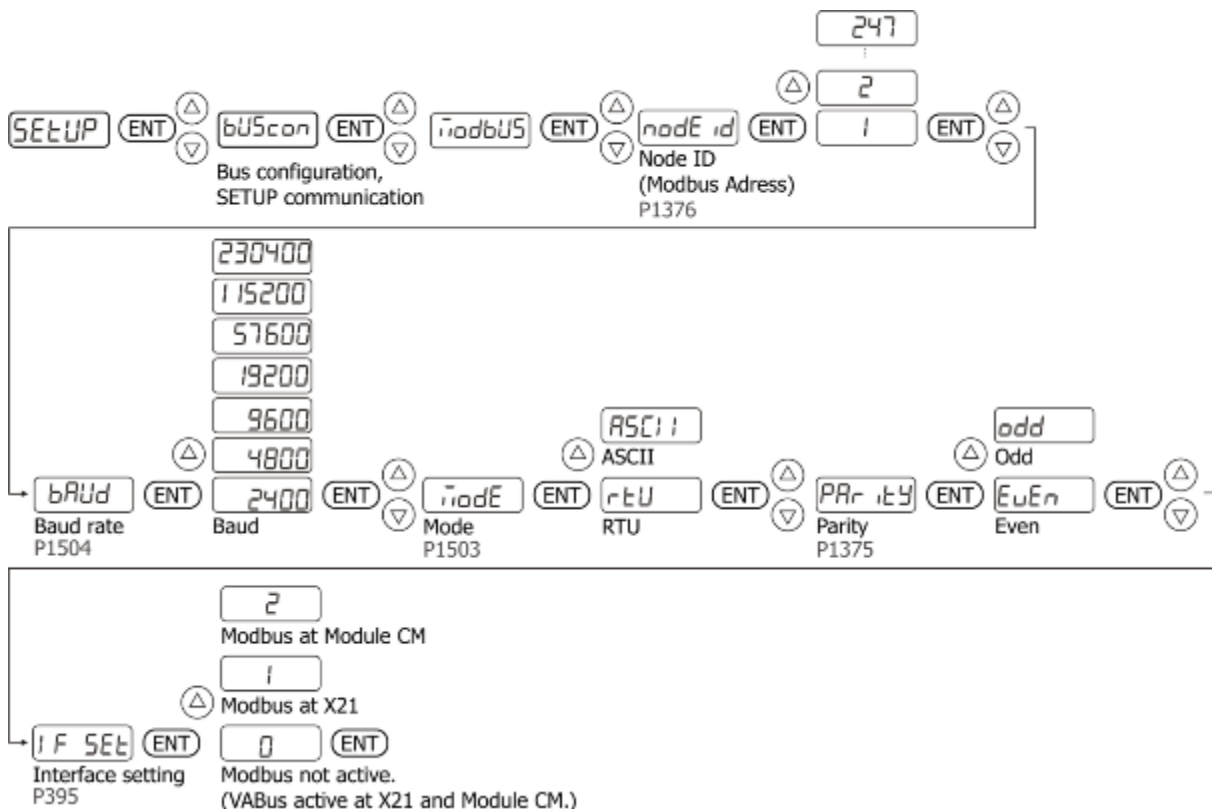 247
2
SEtUP ENT bUScon ENT modbUS ENT nodE id ENT 1 ENT
Bus configuration,
SETUP communication
Node ID
(Modbus Adress)
P1376
230400
115200
57600
19200
9600
4800
bAUd ENT 2400 ENT modE ENT rtU ENT PAritY ENT EvEn ENT
Baud rate
P1504
Baud
Mode
P1503
ASCII
ASCII
RTU
Parity
P1375
odd
Odd
Even
2
Modbus at Module CM
1
Modbus at X21
IF SEt ENT 0 ENT
Interface setting
P395
Modbus not active.
(VABus active at X21 and Module CM.)